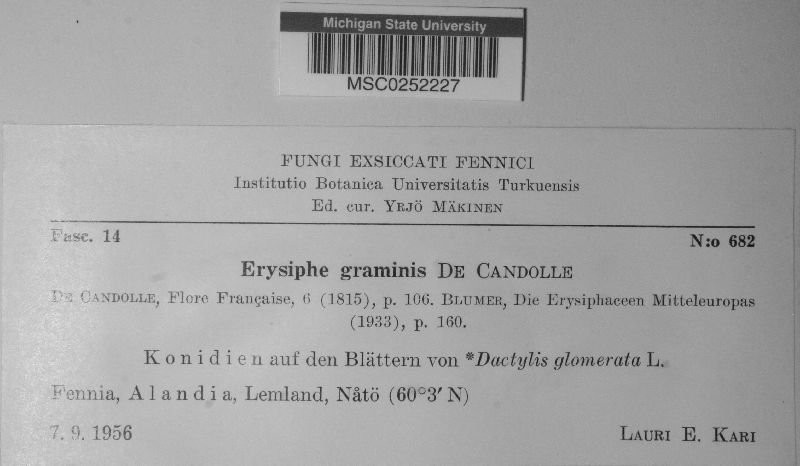 Michigan State University
MSC0252227
FUNGI EXSICCATI FENNICI
Institutio Botanica Universitatis Turkuensis
Ed. cur. YRJÖ MÄKINEN
Fasc. 14 N:o 682
Erysiphe graminis DE CANDOLLE
DE CANDOLLE, Flore Française, 6 (1815), p. 106. BLUMER, Die Erysiphaceen Mitteleuropas
(1933), p. 160.
Konidien auf den Blättern von *Dactylis glomerata L.
Fennia, Alandia, Lemland, Nåtö (60°3′ N)
7. 9. 1956 LAURI E. KARI